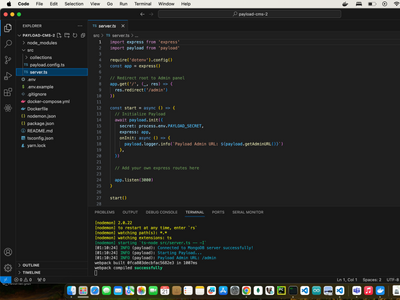 Code File Edit Selection View Go Run Terminal Window Help
payload-cms-2
EXPLORER
PAYLOAD-CMS-2
node_modules
src
collections
payload.config.ts
server.ts
.env
.env.example
.gitignore
docker-compose.yml
Dockerfile
nodemon.json
package.json
README.md
tsconfig.json
yarn.lock
OUTLINE
TIMELINE
server.ts
src > server.ts > ...
import express from 'express'
import payload from 'payload'
require('dotenv').config()
const app = express()
// Redirect root to Admin panel
app.get('/', (_, res) => {
res.redirect('/admin')
})
const start = async () => {
// Initialize Payload
await payload.init({
secret: process.env.PAYLOAD_SECRET,
express: app,
onInit: async () => {
payload.logger.info(`Payload Admin URL: ${payload.getAdminURL()}`)
},
})
// Add your own express routes here
app.listen(3000)
}
start()
PROBLEMS OUTPUT DEBUG CONSOLE TERMINAL PORTS SERIAL MONITOR
[nodemon] 2.0.22
[nodemon] to restart at any time, enter `rs`
[nodemon] watching path(s): *.*
[nodemon] watching extensions: ts
[nodemon] starting `ts-node src/server.ts -- -I`
[01:10:24] INFO (payload): Connected to MongoDB server successfully!
[01:10:24] INFO (payload): Starting Payload...
[01:10:24] INFO (payload): Payload Admin URL: /admin
webpack compiled successfully
Ln 1, Col 1 Spaces: 2